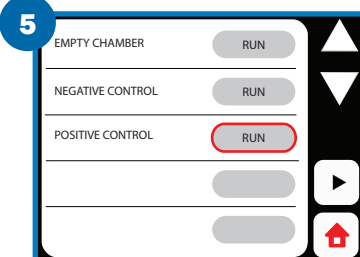 5
EMPTY CHAMBER RUN
NEGATIVE CONTROL RUN
POSITIVE CONTROL RUN